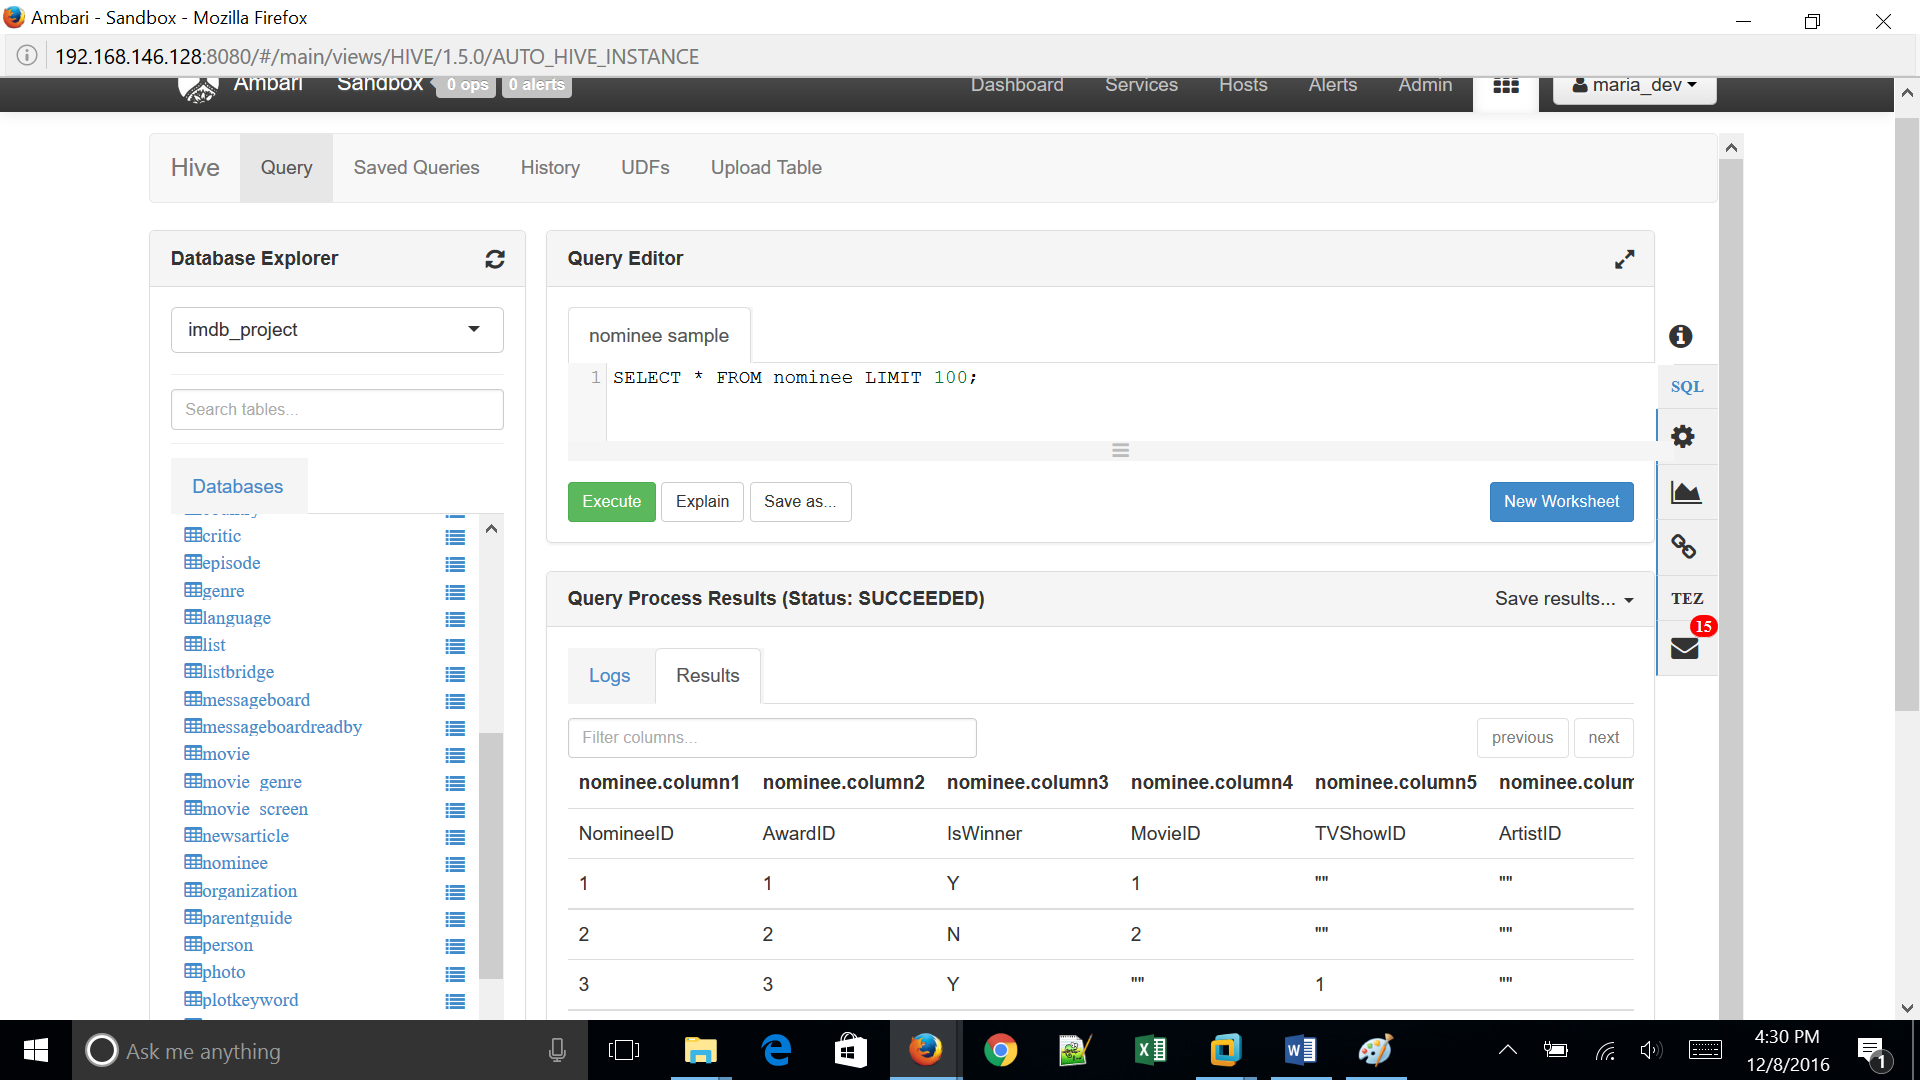 Ambari - Sandbox - Mozilla Firefox
192.168.146.128:8080/#/main/views/HIVE/1.5.0/AUTO_HIVE_INSTANCE
Ambari Sandbox 0 ops 0 alerts Dashboard Services Hosts Alerts Admin maria_dev
Hive Query Saved Queries History UDFs Upload Table
Database Explorer
imdb_project
Search tables...
Databases
critic
episode
genre
language
list
listbridge
messageboard
messageboardreadby
movie
movie_genre
movie_screen
newsarticle
nominee
organization
parentguide
person
photo
plotkeyword
Query Editor
nominee sample
1 SELECT * FROM nominee LIMIT 100;
Execute Explain Save as... New Worksheet
SQL
TEZ
15
Query Process Results (Status: SUCCEEDED) Save results...
Logs Results
Filter columns... previous next
nominee.column1 nominee.column2 nominee.column3 nominee.column4 nominee.column5 nominee.colum
NomineeID AwardID IsWinner MovieID TVShowID ArtistID
1 1 Y 1 "" ""
2 2 N 2 "" ""
3 3 Y "" 1 ""
Ask me anything
4:30 PM
12/8/2016
1